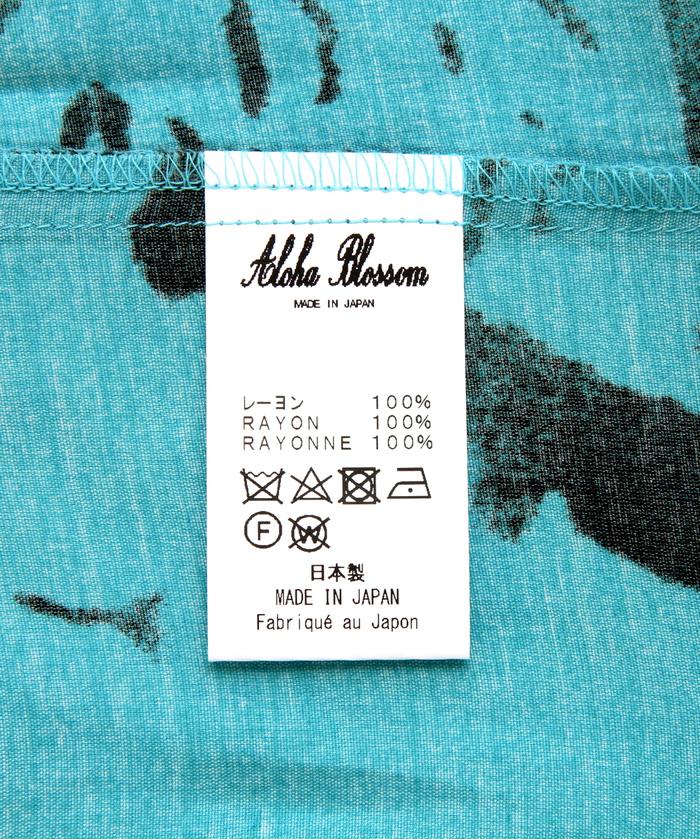 Aloha Blossom
MADE IN JAPAN
レーヨン 100%
RAYON 100%
RAYONNE 100%
F W
日本製
MADE IN JAPAN
Fabriqué au Japon